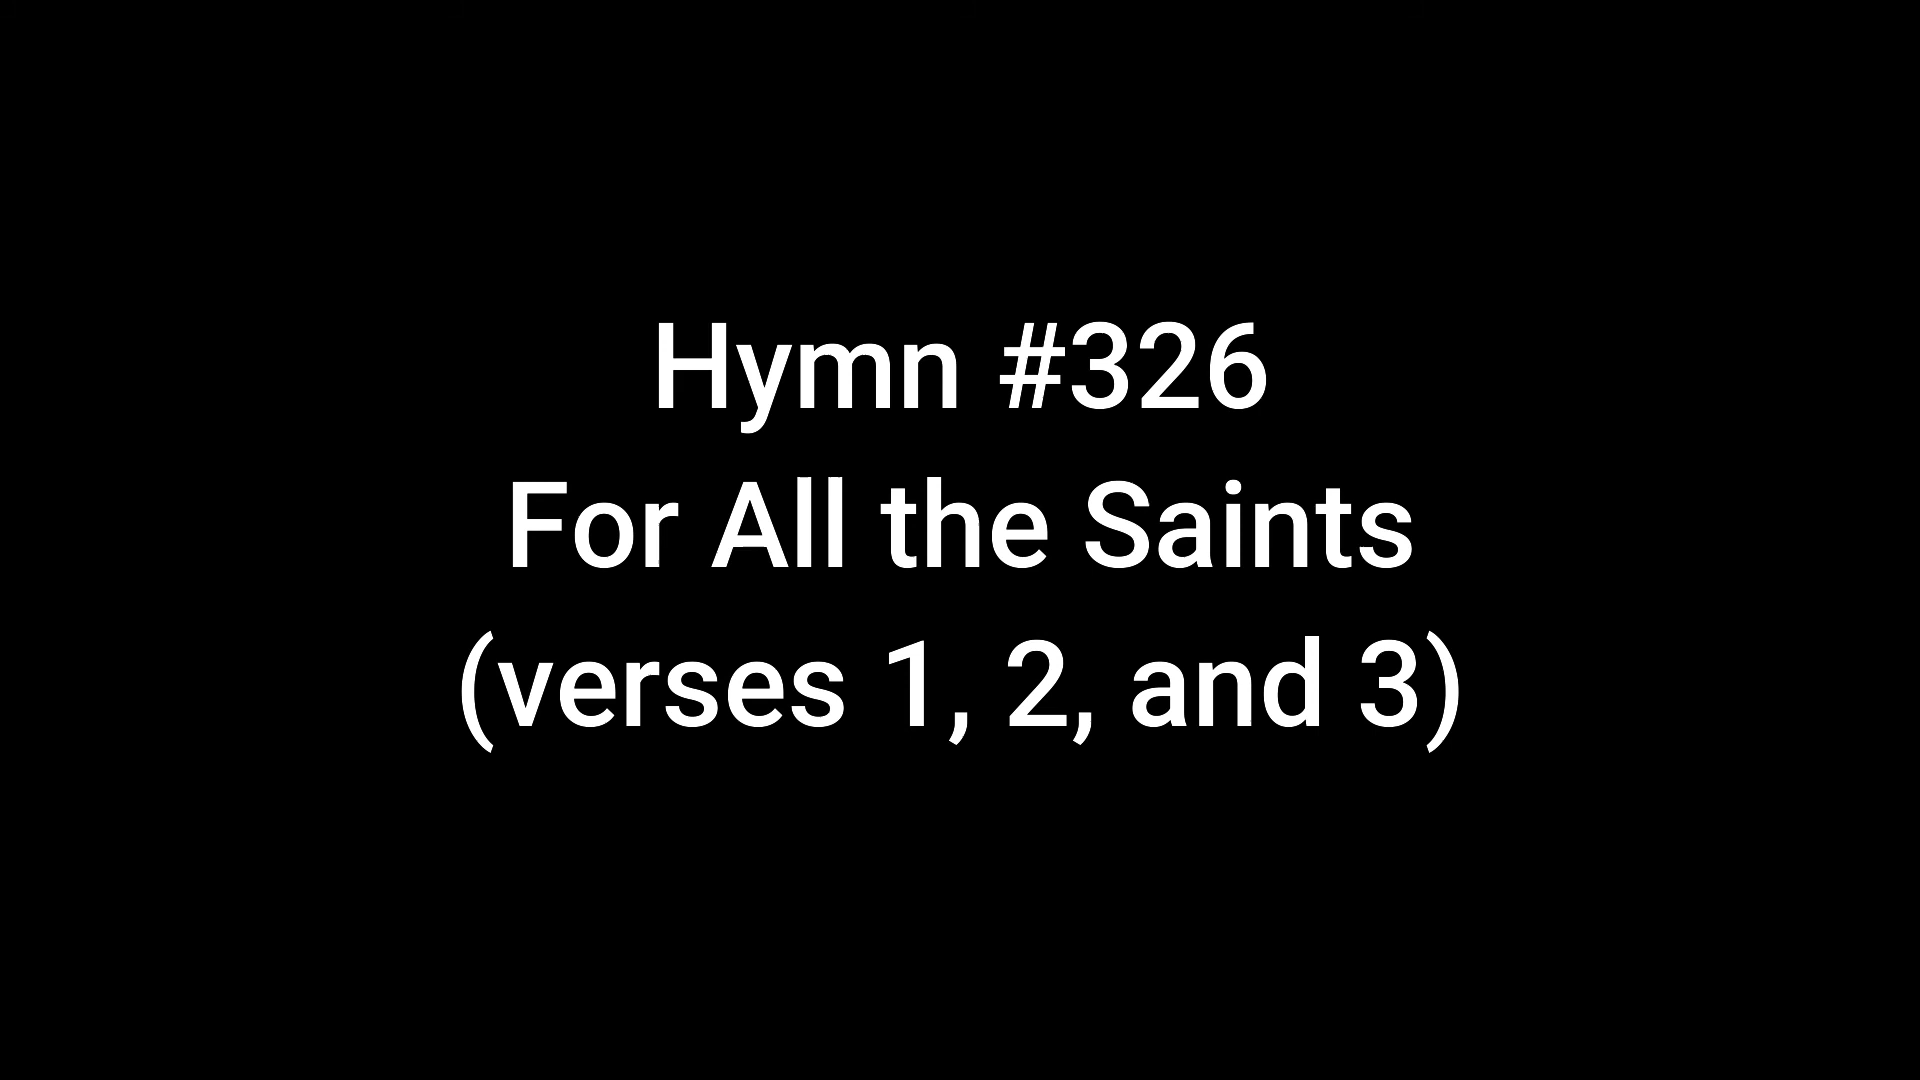 Hymn #326
For All the Saints
(verses 1, 2, and 3)